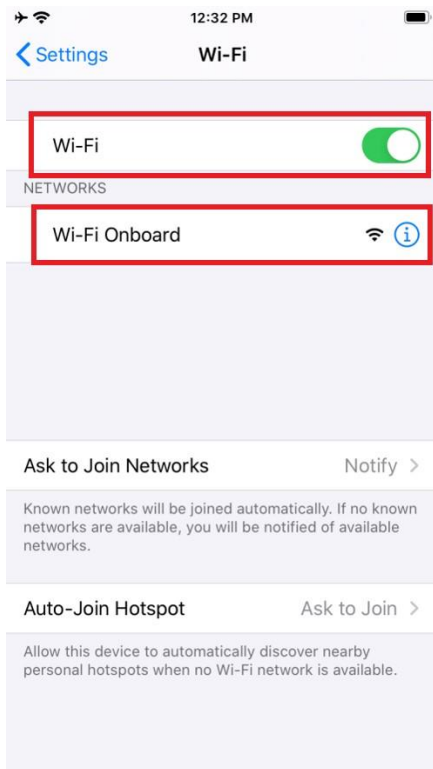 12:32 PM
Settings
Wi-Fi
Wi-Fi
NETWORKS
Wi-Fi Onboard
Ask to Join Networks Notify
Known networks will be joined automatically. If no known
networks are available, you will be notified of available
networks.
Auto-Join Hotspot Ask to Join
Allow this device to automatically discover nearby
personal hotspots when no Wi-Fi network is available.